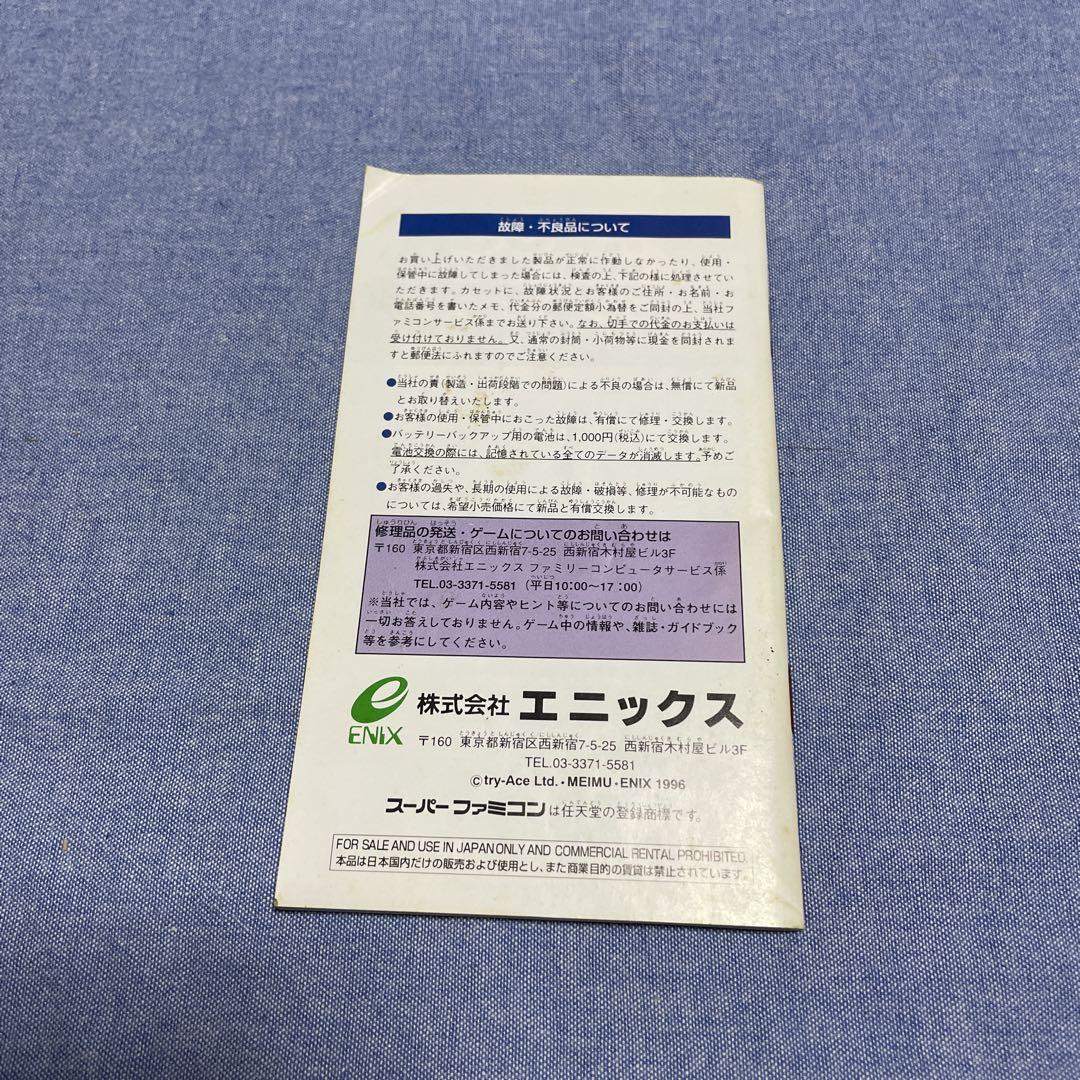 故障・不良品について
お買い上げいただきました製品が正常に作動しなかったり、使用・
保管中に故障してしまった場合には、検査の上、下記の様に処理させてい
ただきます。カセットに、故障状況とお客様のご住所・お名前・お
電話番号を書いたメモ、代金分の郵便定額小為替をご同封の上、当社フ
ァミコンサービス係までお送り下さい。なお、切手での代金のお支払いは
受け付けておりません。又、通常の封筒・小荷物等に現金を同封されま
すと郵便法にふれますのでご注意ください。
●当社の責(製造・出荷段階での問題)による不良の場合は、無償にて新品
とお取り替えいたします。
●お客様の使用・保管中におこった故障は、有償にて修理・交換します。
●バッテリーバックアップ用の電池は、1,000円(税込)にて交換します。
電池交換の際には、記憶されている全てのデータが消滅します。予めご
了承ください。
●お客様の過失や、長期の使用による故障・破損等、修理が不可能なもの
については、希望小売価格にて新品と有償交換します。
修理品の発送・ゲームについてのお問い合わせは
〒160 東京都新宿区西新宿7-5-25 西新宿木村屋ビル3F
株式会社エニックス ファミリーコンピュータサービス係
TEL.03-3371-5581 (平日10:00〜17:00)
※当社では、ゲーム内容やヒント等についてのお問い合わせには
一切お答えしておりません。ゲーム中の情報や、雑誌・ガイドブック
等を参考にしてください。
ENIX 株式会社 エニックス
〒160 東京都新宿区西新宿7-5-25 西新宿木村屋ビル3F
TEL.03-3371-5581
©try-Ace Ltd.・MEIMU・ENIX 1996
スーパーファミコンは任天堂の登録商標です。
FOR SALE AND USE IN JAPAN ONLY AND COMMERCIAL RENTAL PROHIBITED.
本品は日本国内だけの販売および使用とし、また商業目的の賃貸は禁止されています。